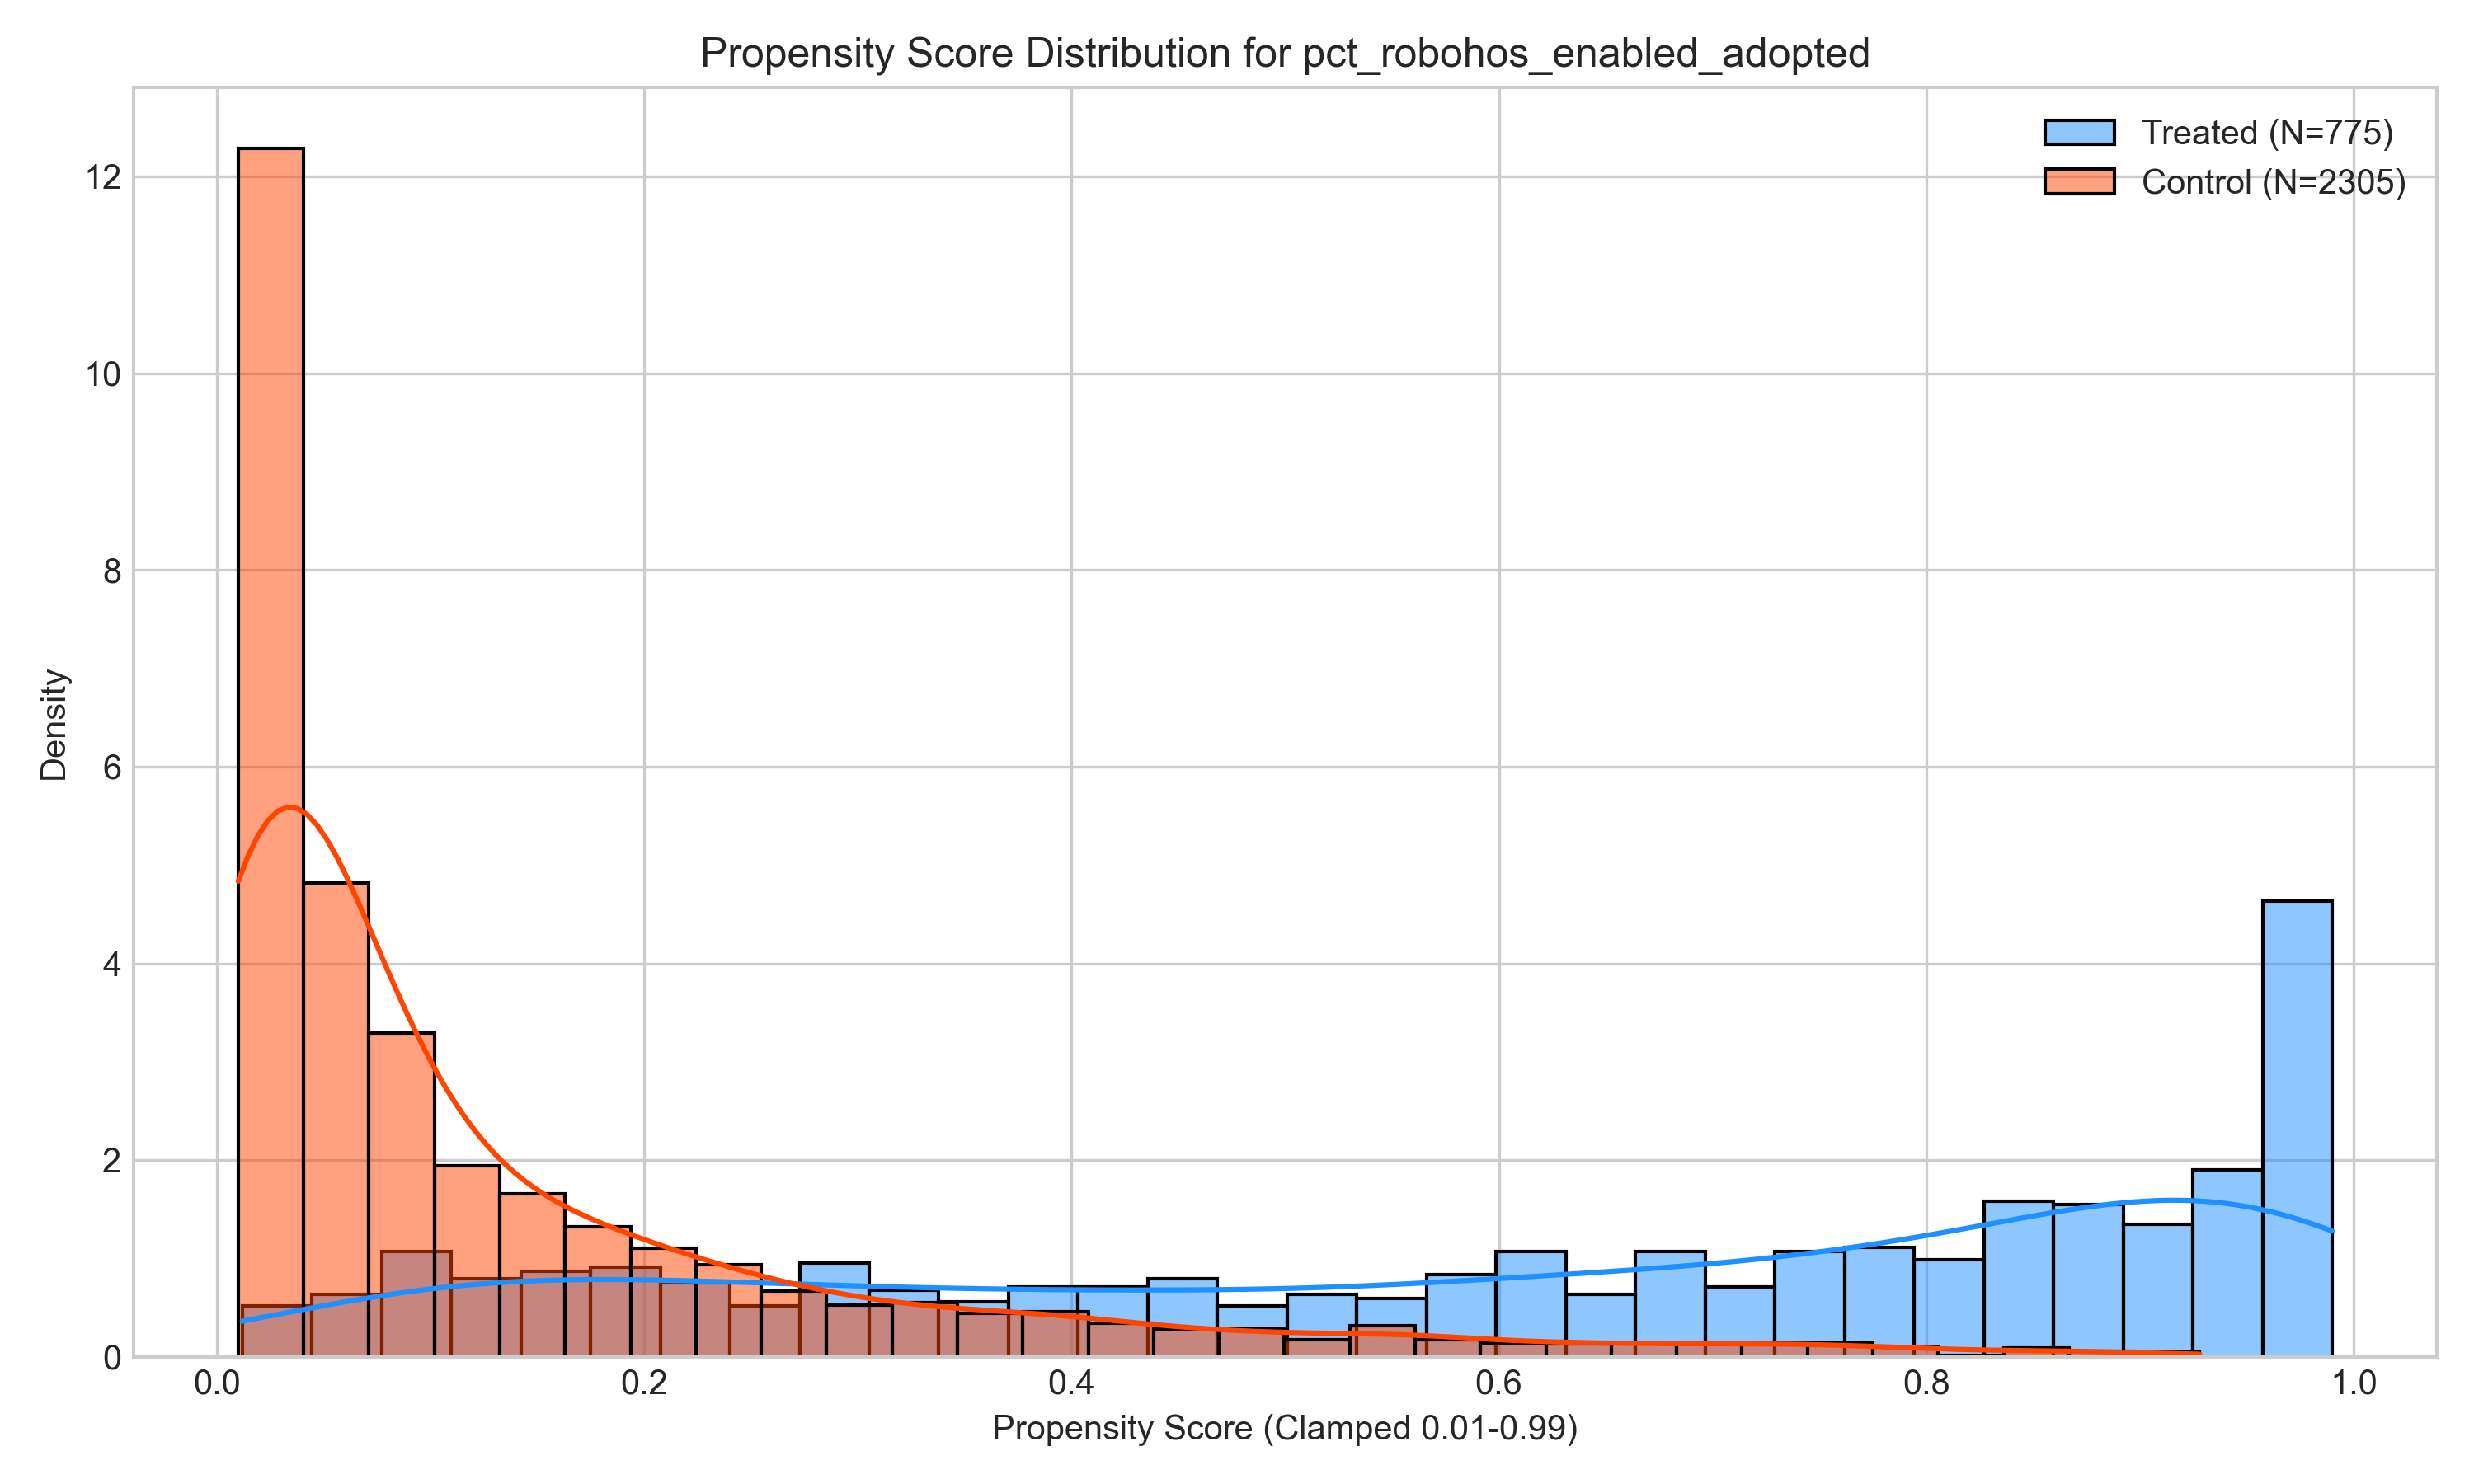 Propensity Score Distribution for pct_robohos_enabled_adopted
Treated (N=775)
Control (N=2305)
12
10
8
6
4
2
0
Density
0.0 0.2 0.4 0.6 0.8 1.0
Propensity Score (Clamped 0.01-0.99)